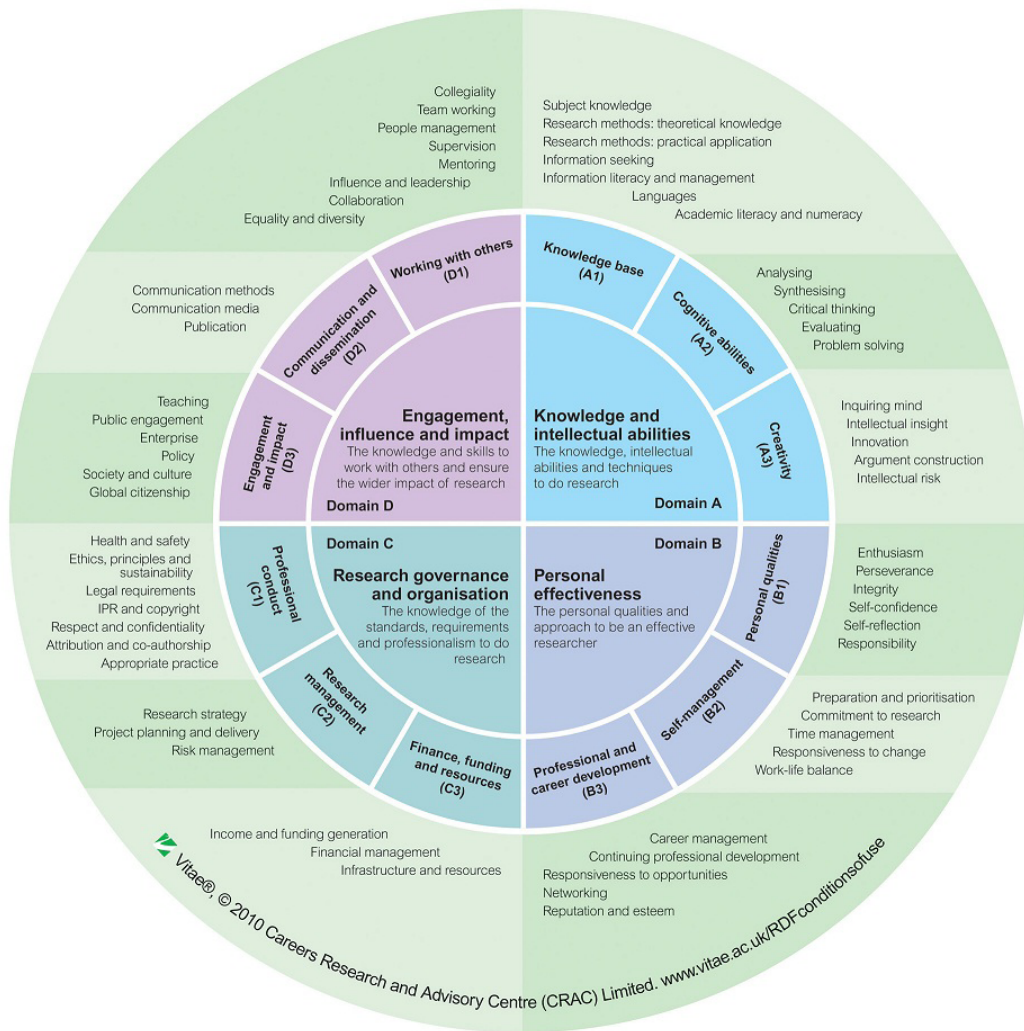 Collegiality
Team working
People management
Supervision
Mentoring
Influence and leadership
Collaboration
Equality and diversity
Subject knowledge
Research methods: theoretical knowledge
Research methods: practical application
Information seeking
Information literacy and management
Languages
Academic literacy and numeracy
Communication methods
Communication media
Publication
Analysing
Synthesising
Critical thinking
Evaluating
Problem solving
Teaching
Public engagement
Enterprise
Policy
Society and culture
Global citizenship
Inquiring mind
Intellectual insight
Innovation
Argument construction
Intellectual risk
Working with others
(D1)
Knowledge base
(A1)
Communication and
dissemination
(D2)
Cognitive abilities
(A2)
Engagement
and impact
(D3)
Creativity
(A3)
Engagement,
influence and impact
The knowledge and skills to
work with others and ensure
the wider impact of research
Domain D
Knowledge and
intellectual abilities
The knowledge, intellectual
abilities and techniques
to do research
Domain A
Domain C
Research governance
and organisation
The knowledge of the
standards, requirements
and professionalism to do
research
Domain B
Personal
effectiveness
The personal qualities and
approach to be an effective
researcher
Professional
conduct
(C1)
Personal qualities
(B1)
Research
management
(C2)
Self-management
(B2)
Finance, funding
and resources
(C3)
Professional and
career development
(B3)
Health and safety
Ethics, principles and
sustainability
Legal requirements
IPR and copyright
Respect and confidentiality
Attribution and co-authorship
Appropriate practice
Enthusiasm
Perseverance
Integrity
Self-confidence
Self-reflection
Responsibility
Research strategy
Project planning and delivery
Risk management
Preparation and prioritisation
Commitment to research
Time management
Responsiveness to change
Work-life balance
Income and funding generation
Financial management
Infrastructure and resources
Career management
Continuing professional development
Responsiveness to opportunities
Networking
Reputation and esteem
Vitae®, © 2010 Careers Research and Advisory Centre (CRAC) Limited. www.vitae.ac.uk/RDFconditionsofuse